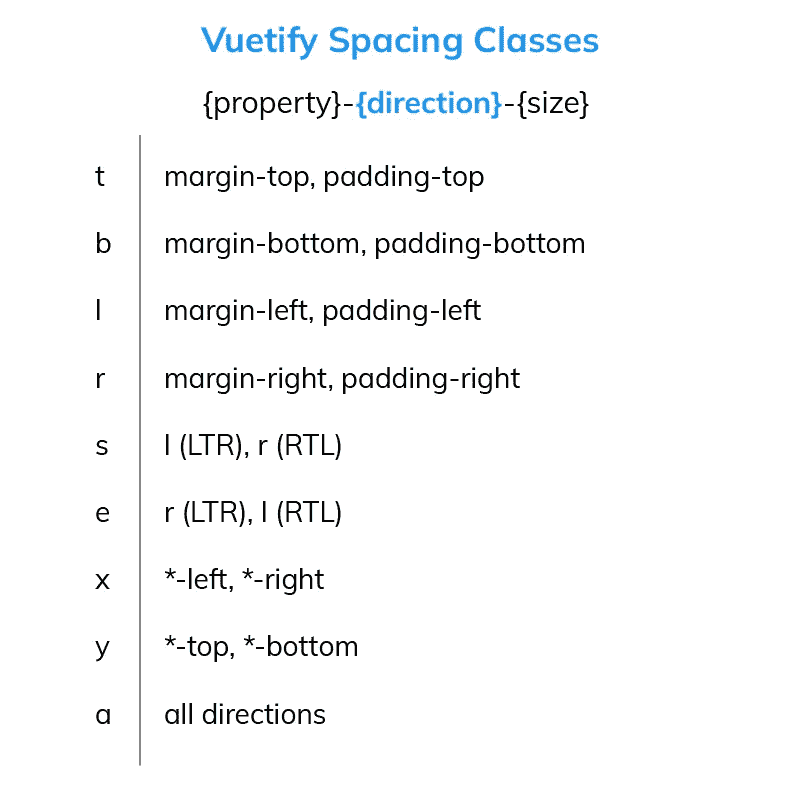 Vuetify Spacing Classes
{property}-{direction}-{size}
t margin-top, padding-top
b margin-bottom, padding-bottom
l margin-left, padding-left
r margin-right, padding-right
s l (LTR), r (RTL)
e r (LTR), l (RTL)
x *-left, *-right
y *-top, *-bottom
a all directions